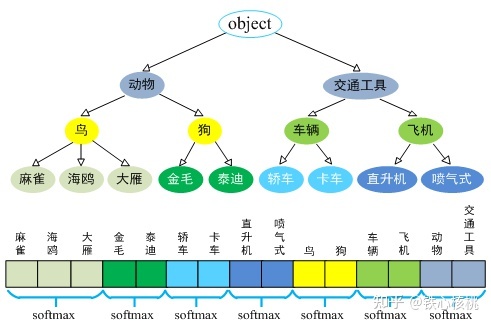 object
动物 交通工具
鸟 狗 车辆 飞机
麻雀 海鸥 大雁 金毛 泰迪 轿车 卡车 直升机 喷气式
麻雀 海鸥 大雁 金毛 泰迪 轿车 卡车 直升机 喷气式 鸟 狗 车辆 飞机 动物 交通工具
softmax softmax softmax softmax softmax softmax softmax
知乎 @铁心核桃